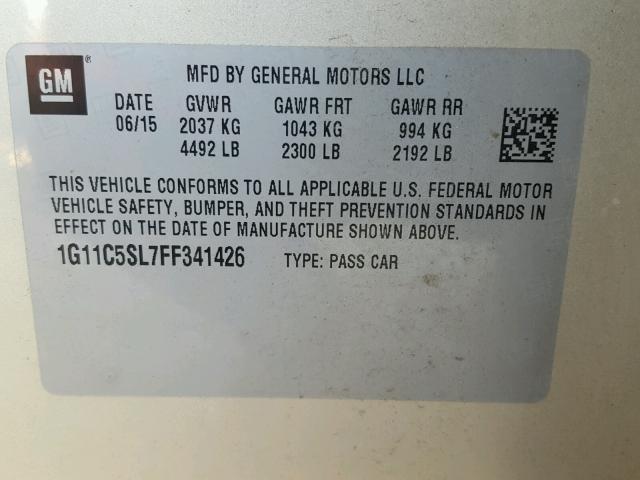 GM ®
MFD BY GENERAL MOTORS LLC
DATE GVWR GAWR FRT GAWR RR
06/15 2037 KG 1043 KG 994 KG
4492 LB 2300 LB 2192 LB
THIS VEHICLE CONFORMS TO ALL APPLICABLE U.S. FEDERAL MOTOR
VEHICLE SAFETY, BUMPER, AND THEFT PREVENTION STANDARDS IN
EFFECT ON THE DATE OF MANUFACTURE SHOWN ABOVE.
1G11C5SL7FF341426 TYPE: PASS CAR